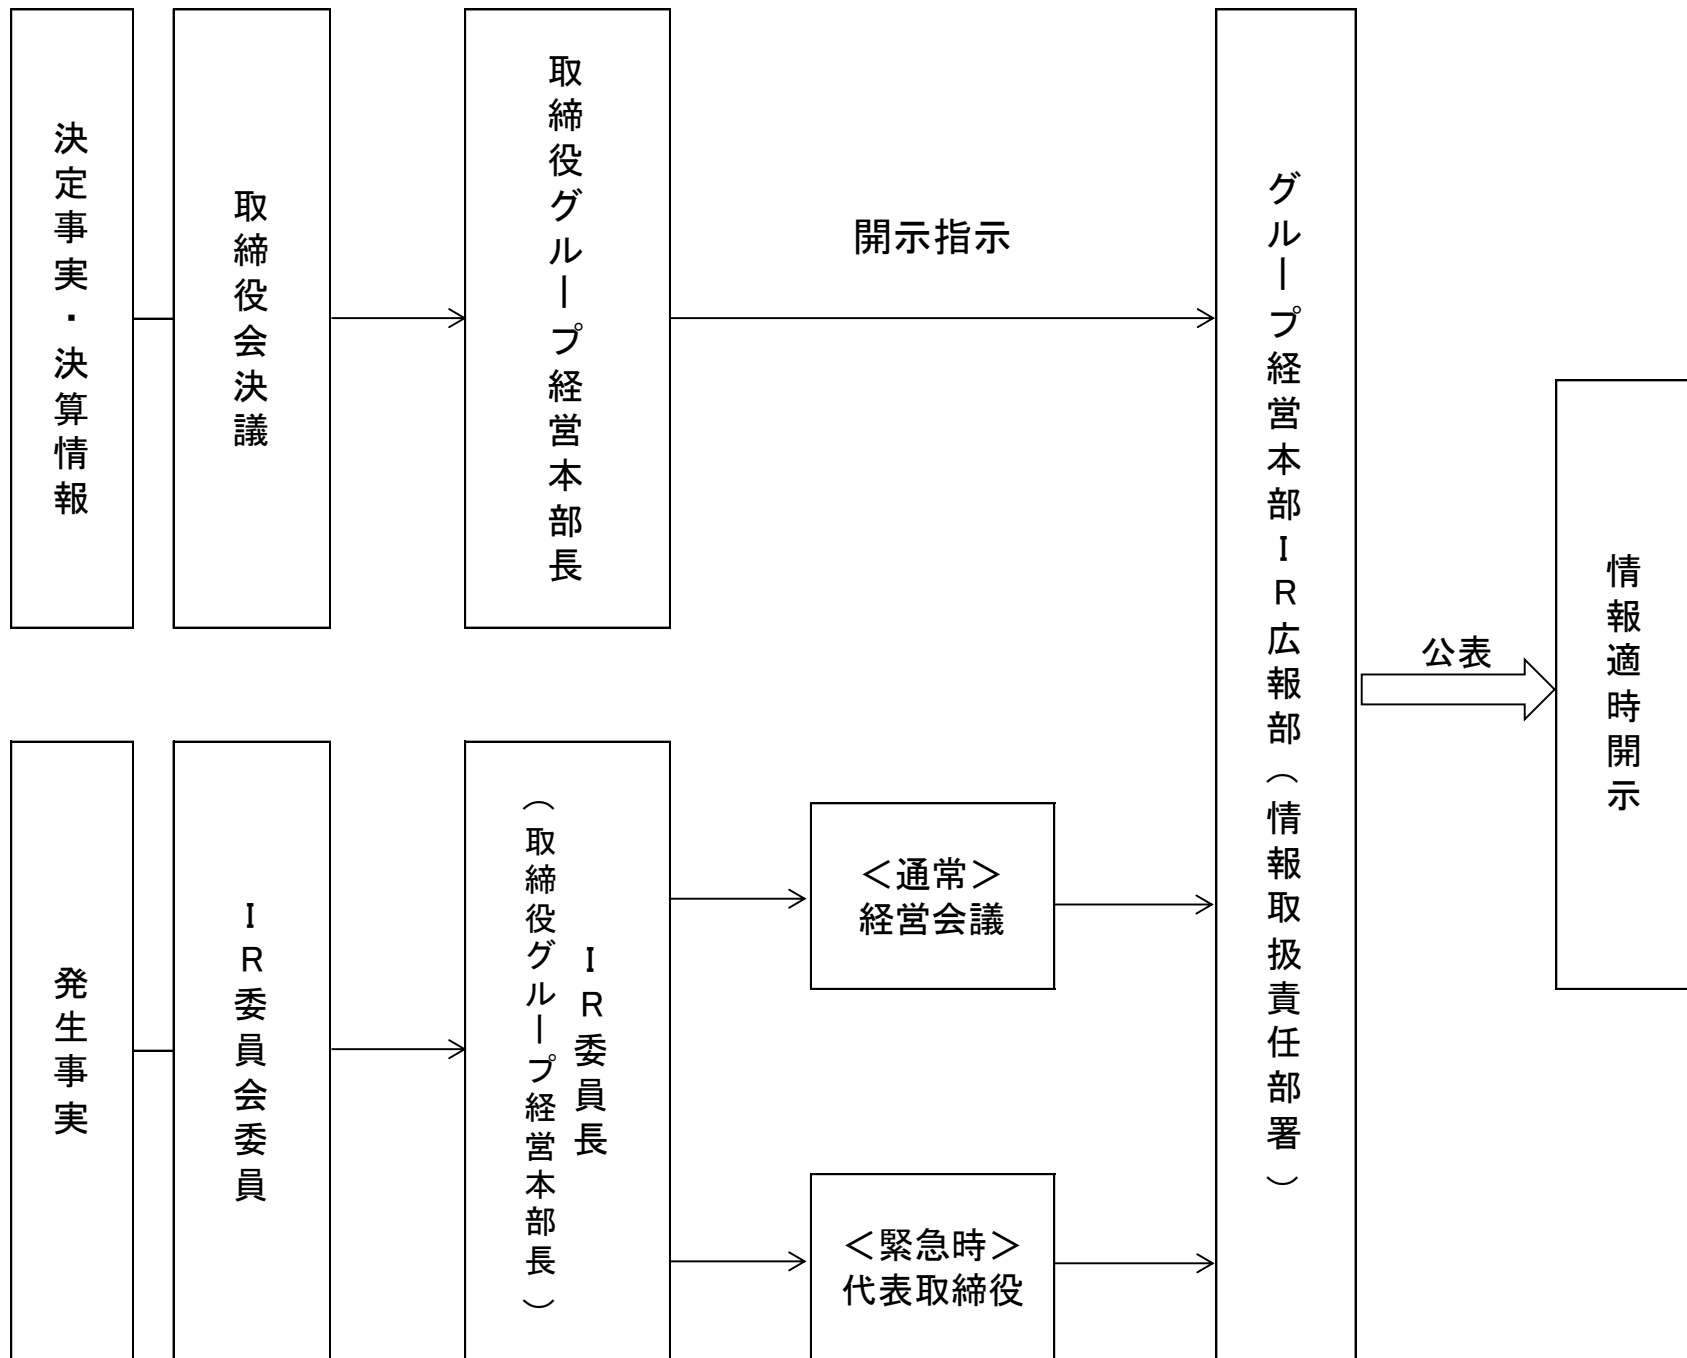 決定事実・決算情報
取締役会決議
取締役グループ経営本部長
開示指示
グループ経営本部IR広報部（情報取扱責任部署）
公表
情報適時開示
発生事実
IR委員会委員
IR委員長
（取締役グループ経営本部長）
＜通常＞
経営会議
＜緊急時＞
代表取締役